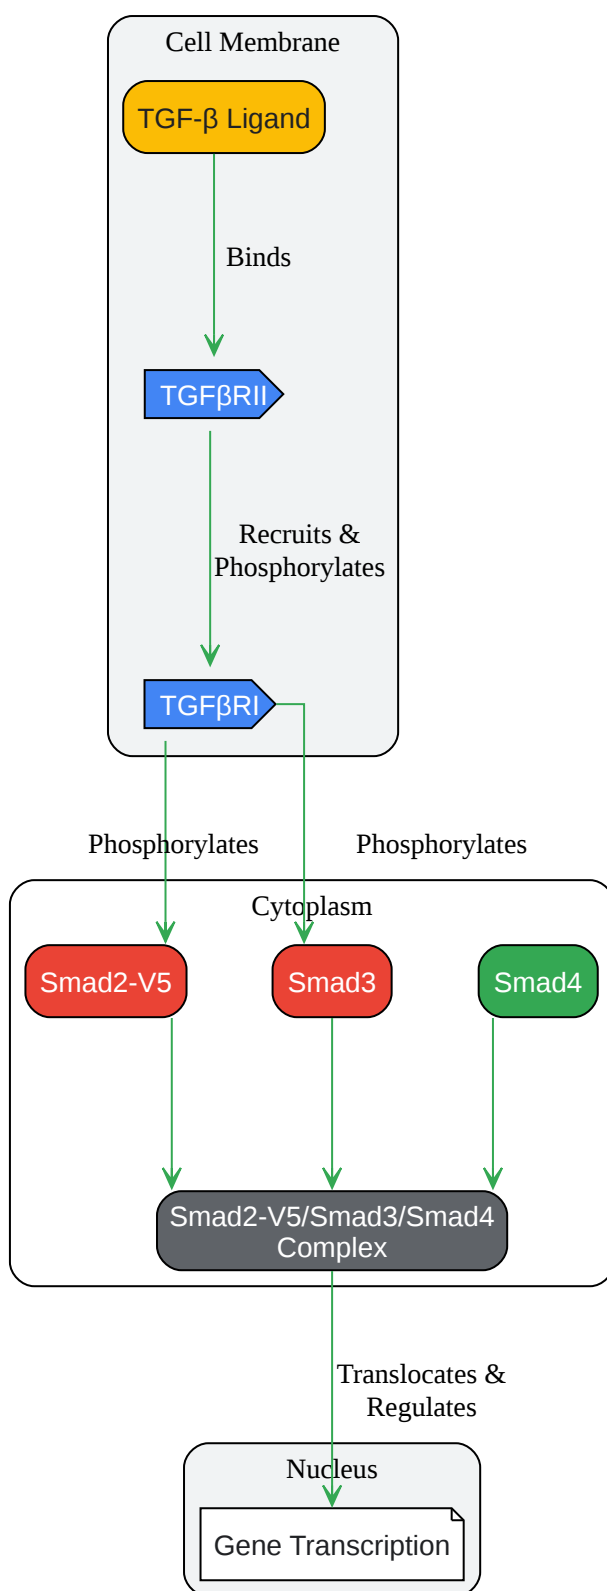 Cell Membrane
TGF-β Ligand
Binds
TGFβRII
Recruits &
Phosphorylates
TGFβRI
Phosphorylates
Phosphorylates
Cytoplasm
Smad2-V5
Smad3
Smad4
Smad2-V5/Smad3/Smad4
Complex
Translocates &
Regulates
Nucleus
Gene Transcription